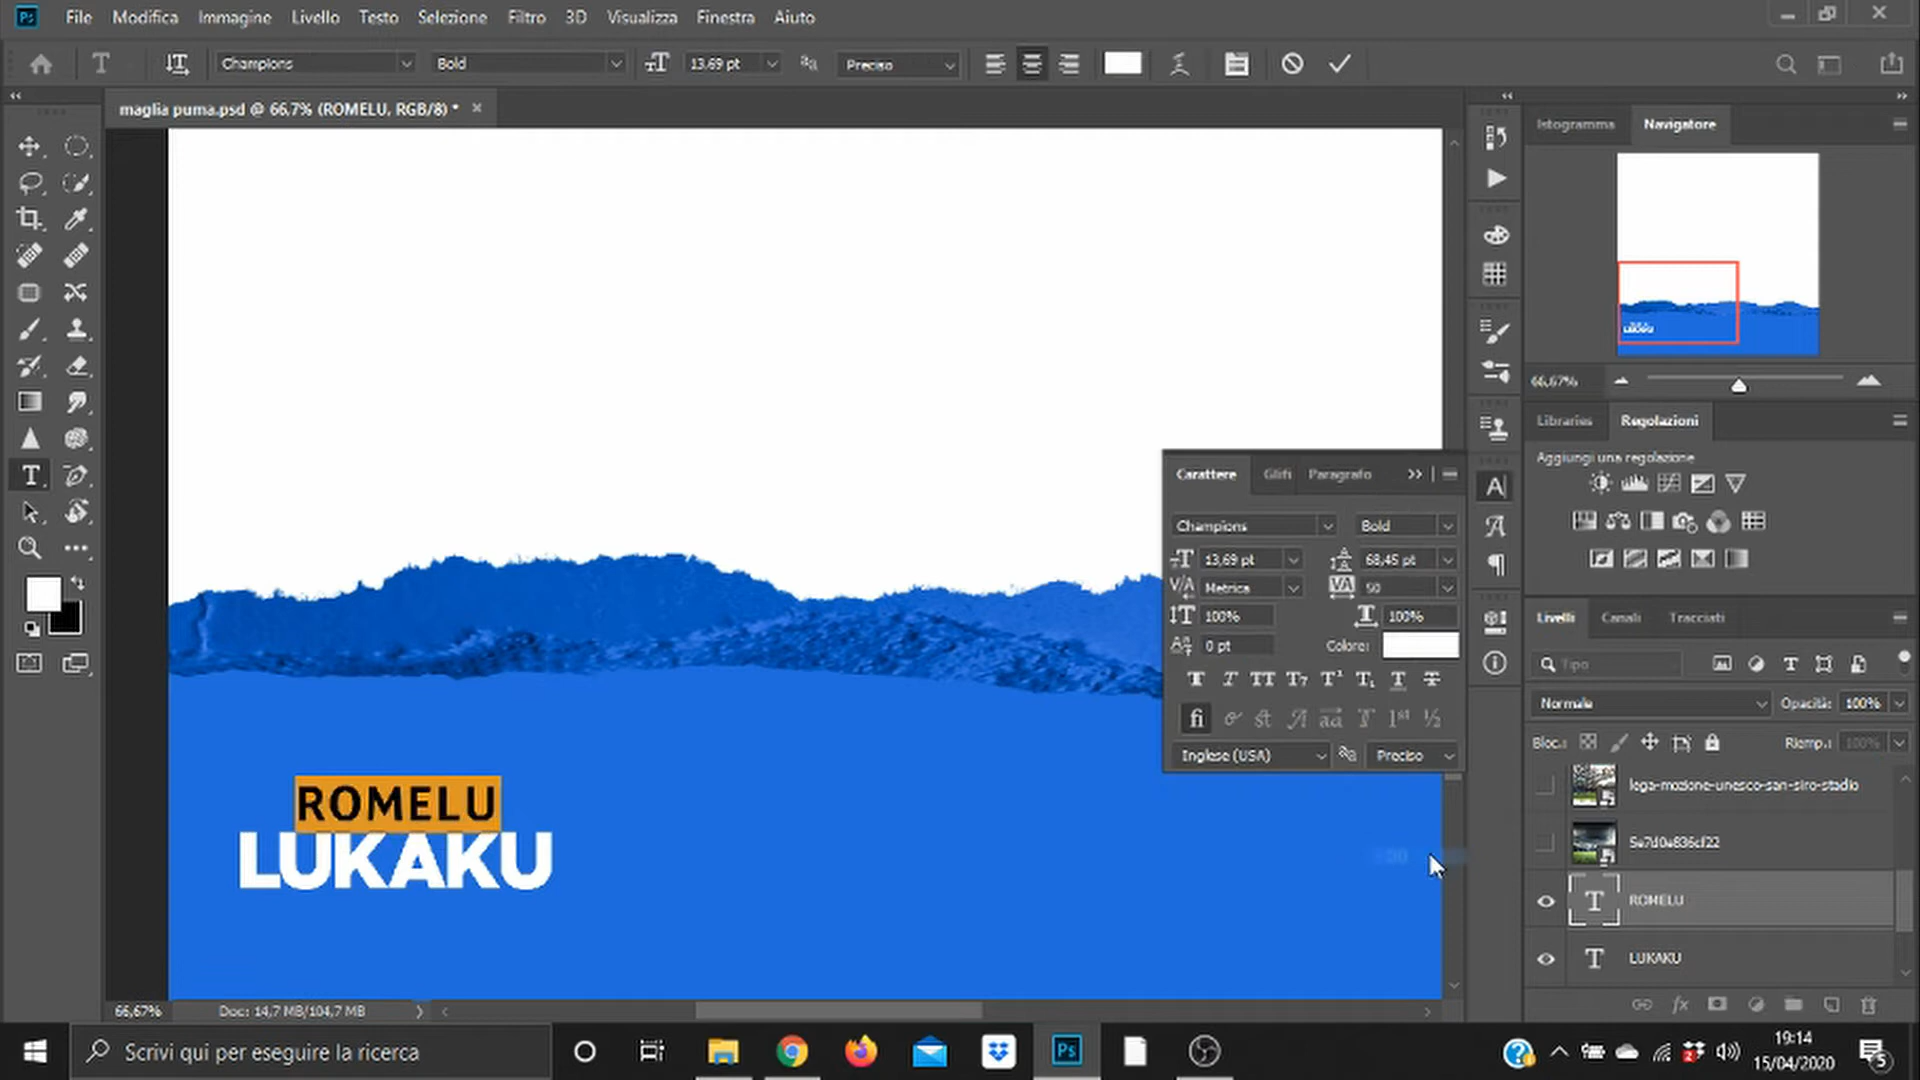 File Modifica Immagine Livello Testo Selezione Filtro 3D Visualizza Finestra Aiuto
Champions Bold 13,69 pt Preciso
maglia puma.psd @ 66,7% (ROMELU, RGB/8) *
Istogramma Navigatore
66,67%
Libraries Regolazioni
Aggiungi una regolazione
Carattere Glifi Paragrafo
Champions Bold
13,69 pt 68,45 pt
Metrica 50
100% 100%
0 pt Colore:
Inglese (USA) Preciso
Livelli Canali Tracciati
Tipo
Normale Opacità: 100%
Bloc.: Riemp.: 100%
lega-mozione-unesco-san-siro-stadio
5e7d0a836cf22
ROMELU
LUKAKU
ROMELU
LUKAKU
66,67% Doc: 14,7 MB/104,7 MB
Scrivi qui per eseguire la ricerca
19:14
15/04/2020
5